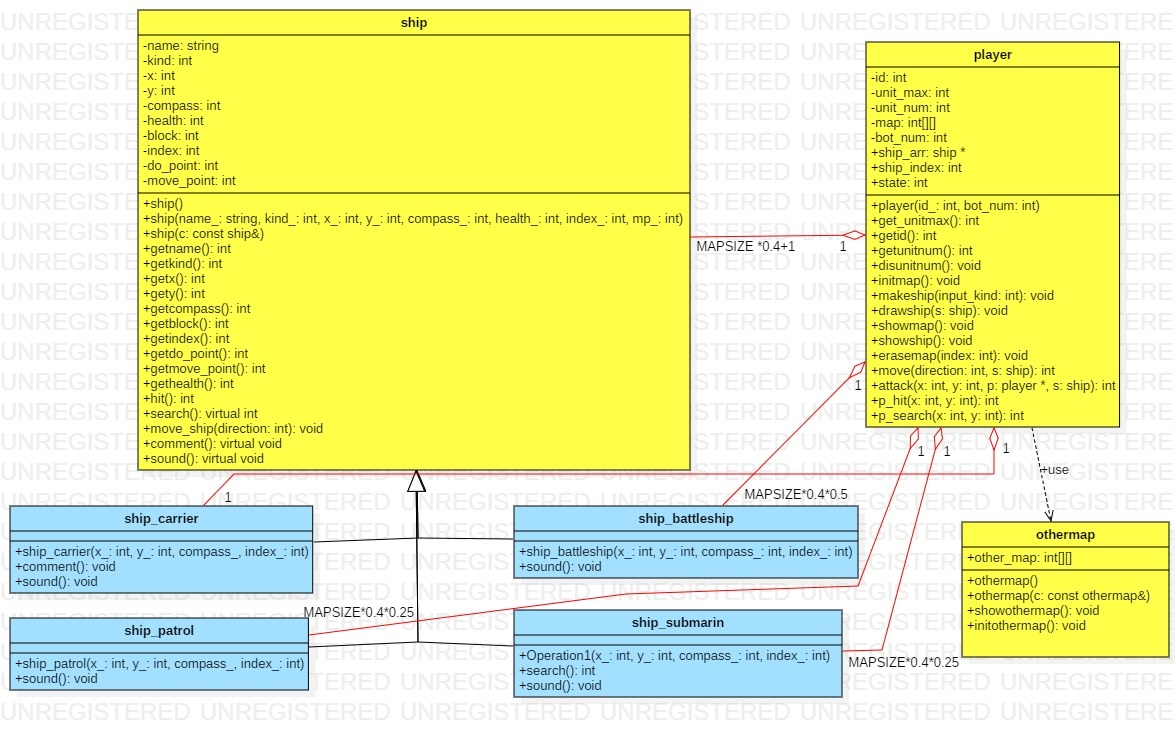 ship
-name: string
-kind: int
-x: int
-y: int
-compass: int
-health: int
-block: int
-index: int
-do_point: int
-move_point: int
+ship()
+ship(name_: string, kind_: int, x_: int, y_: int, compass_: int, health_: int, index_: int, mp_: int)
+ship(c: const ship&)
+getname(): int
+getkind(): int
+getx(): int
+gety(): int
+getcompass(): int
+getblock(): int
+getindex(): int
+getdo_point(): int
+getmove_point(): int
+gethealth(): int
+hit(): int
+search(): virtual int
+move_ship(direction: int): void
+comment(): virtual void
+sound(): virtual void
player
-id: int
-unit_max: int
-unit_num: int
-map: int[][]
-bot_num: int
+ship_arr: ship *
+ship_index: int
+state: int
+player(id_: int, bot_num: int)
+get_unitmax(): int
+getid(): int
+getunitnum(): int
+disunitnum(): void
+initmap(): void
+makeship(input_kind: int): void
+drawship(s: ship): void
+showmap(): void
+showship(): void
+erasemap(index: int): void
+move(direction: int, s: ship): int
+attack(x: int, y: int, p: player *, s: ship): int
+p_hit(x: int, y: int): int
+p_search(x: int, y: int): int
MAPSIZE *0.4+1
1
1
1
1
1
+use
1
MAPSIZE*0.4*0.5
ship_carrier
+ship_carrier(x_: int, y_: int, compass_, index_: int)
+comment(): void
+sound(): void
ship_battleship
+ship_battleship(x_: int, y_: int, compass_: int, index_: int)
+sound(): void
othermap
+other_map: int[][]
+othermap()
+othermap(c: const othermap&)
+showothermap(): void
+initothermap(): void
MAPSIZE*0.4*0.25
ship_patrol
+ship_patrol(x_: int, y_: int, compass_, index_: int)
+sound(): void
ship_submarin
+Operation1(x_: int, y_: int, compass_: int, index_: int)
+search(): int
+sound(): void
MAPSIZE*0.4*0.25
UNREGISTERED UNREGISTERED UNREGISTERED UNREGISTERED UNREGISTERED UNREGISTERE